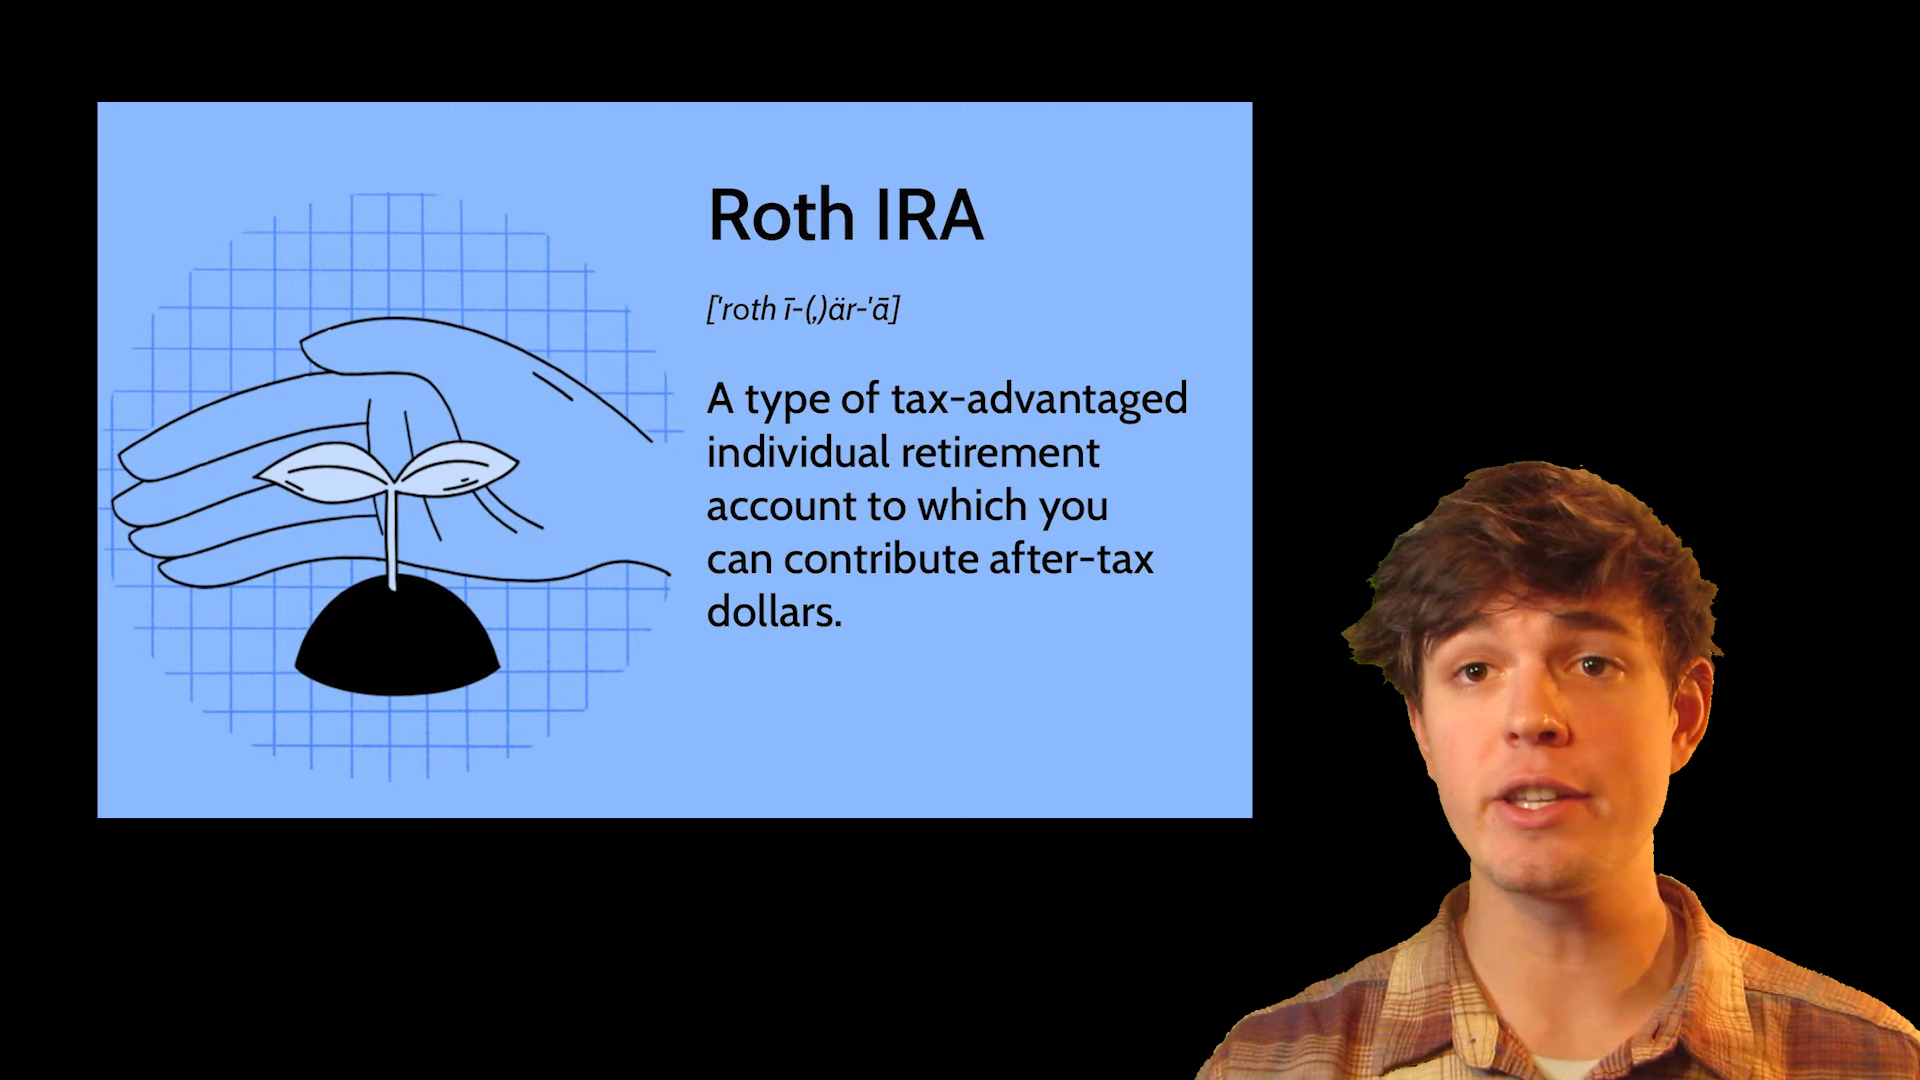 Roth IRA
['roth ī-(,)är-'ā]
A type of tax-advantaged
individual retirement
account to which you
can contribute after-tax
dollars.